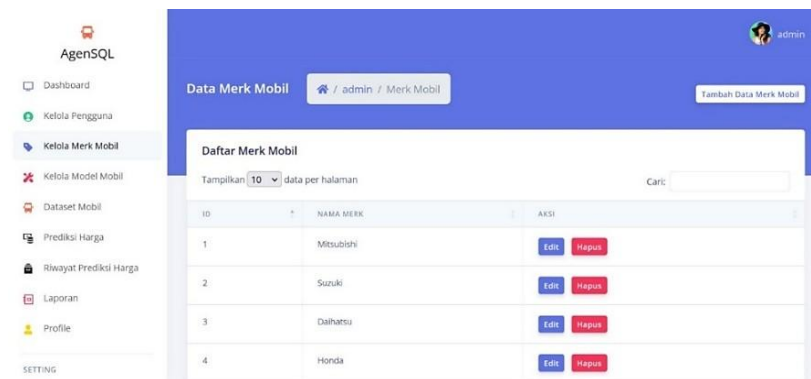 AgenSQL
Dashboard
Kelola Pengguna
Kelola Merk Mobil
Kelola Model Mobil
Dataset Mobil
Prediksi Harga
Riwayat Prediksi Harga
Laporan
Profile
SETTING
admin
Data Merk Mobil
/ admin / Merk Mobil
Tambah Data Merk Mobil
Daftar Merk Mobil
Tampilkan 10 data per halaman
Cari:
ID NAMA MERK AKSI
1 Mitsubishi Edit Hapus
2 Suzuki Edit Hapus
3 Daihatsu Edit Hapus
4 Honda Edit Hapus